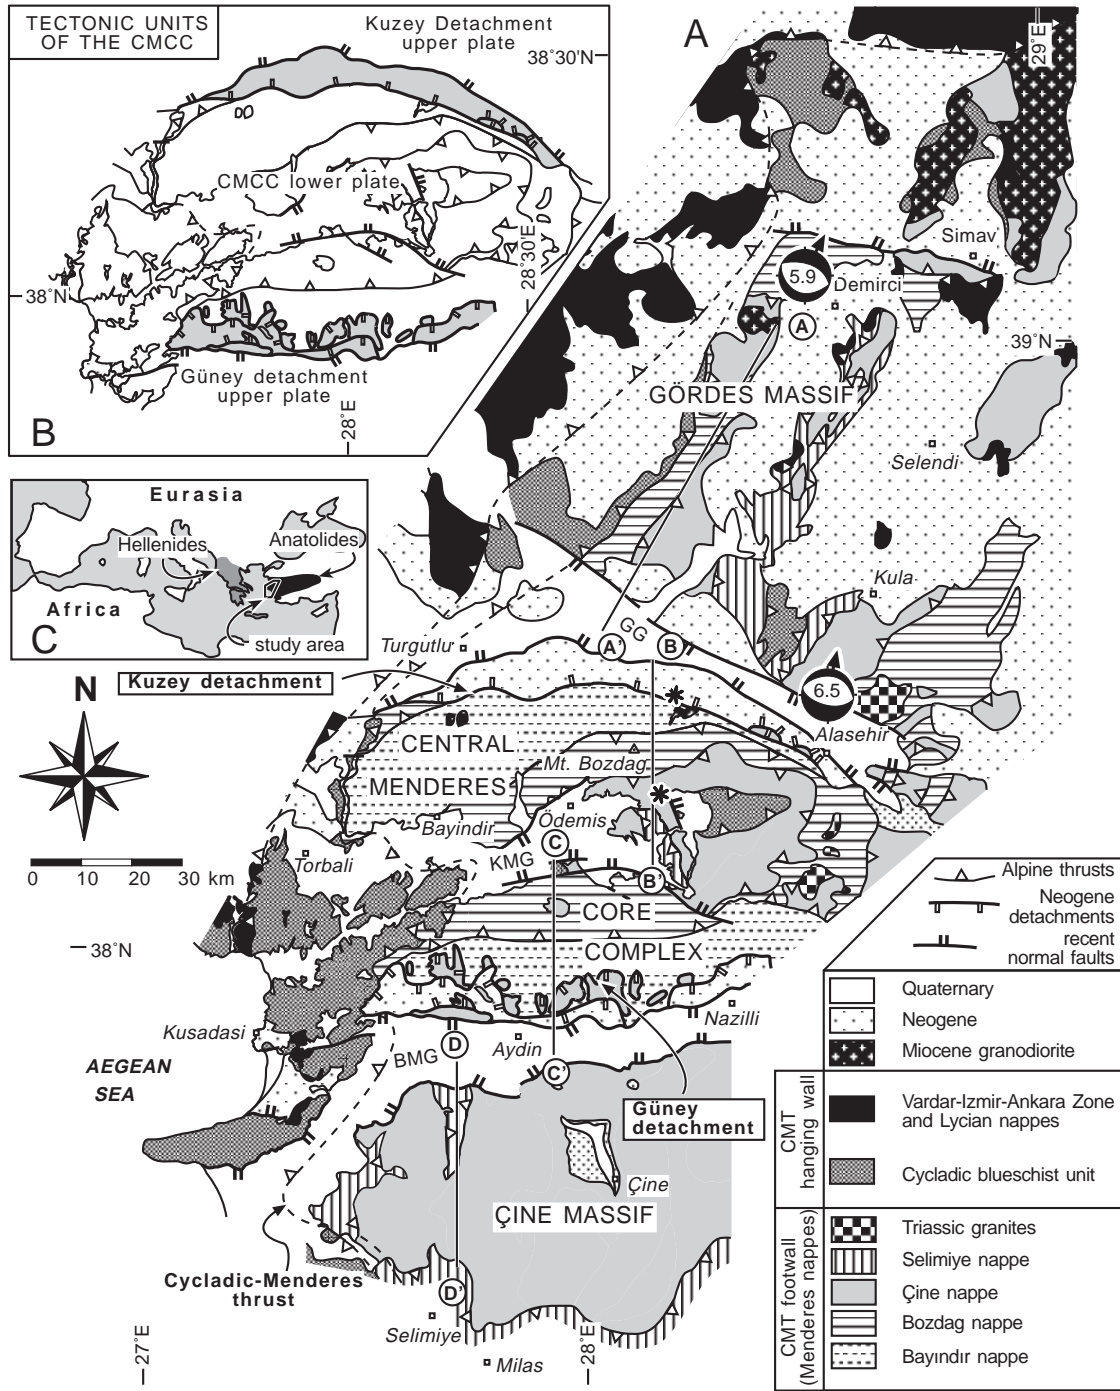 TECTONIC UNITS
OF THE CMCC
Kuzey Detachment
upper plate
38°30'N
CMCC lower plate
28°30'E
38°N
Güney detachment
upper plate
28°E
B
A
29°E
Simav
5.9
Demirci
A
39°N
GÖRDES MASSIF
Selendi
Kula
Eurasia
Hellenides
Anatolides
Africa
study area
C
Turgutlu
A'
GG
B
Kuzey detachment
6.5
Alasehir
N
CENTRAL
Mt. Bozdag
MENDERES
Bayindir
Ödemis
C
KMG
B'
Torbali
0 10 20 30 km
CORE
38°N
COMPLEX
Nazilli
Kusadasi
BMG
D
Aydin
C'
AEGEAN
SEA
Güney
detachment
Çine
ÇINE MASSIF
Cycladic-Menderes
thrust
D'
Selimiye
Milas
27°E
28°E
Alpine thrusts
Neogene
detachments
recent
normal faults
Quaternary
Neogene
Miocene granodiorite
CMT
hanging wall
Vardar-Izmir-Ankara Zone
and Lycian nappes
Cycladic blueschist unit
CMT footwall
(Menderes nappes)
Triassic granites
Selimiye nappe
Çine nappe
Bozdag nappe
Bayındır nappe